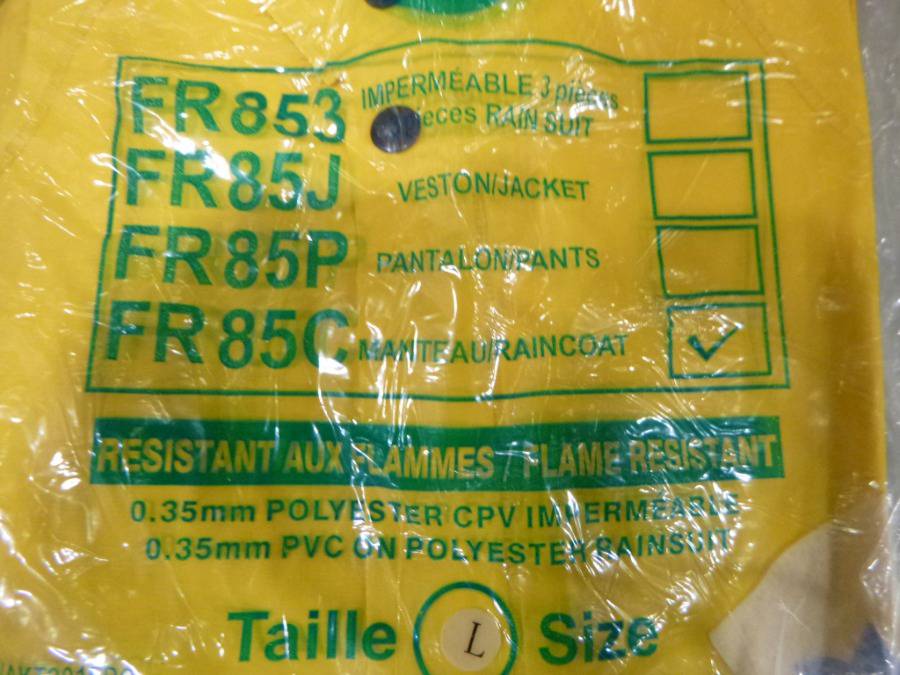 FR853 IMPERMÉABLE 3 pièces
pieces RAIN SUIT
FR85J VESTON/JACKET
FR85P PANTALON/PANTS
FR85C MANTEAU/RAINCOAT
RÉSISTANT AUX FLAMMES / FLAME RESISTANT
0.35mm POLYESTER CPV IMPERMÉABLE
0.35mm PVC ON POLYESTER RAINSUIT
Taille L Size